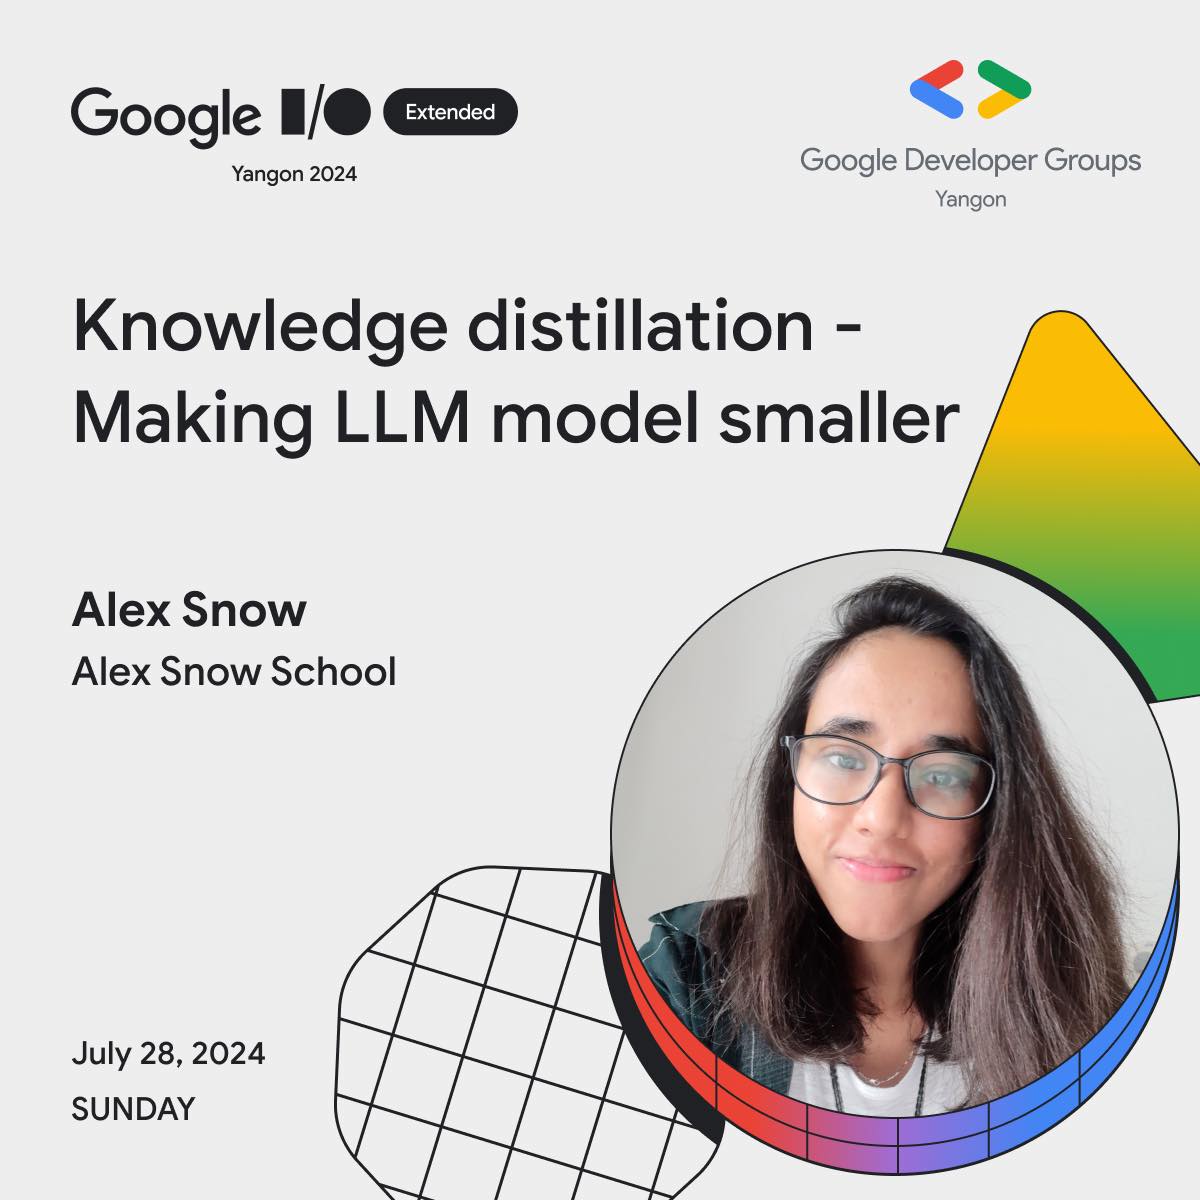 Google I/O Extended
Yangon 2024
Google Developer Groups
Yangon
Knowledge distillation -
Making LLM model smaller
Alex Snow
Alex Snow School
July 28, 2024
SUNDAY